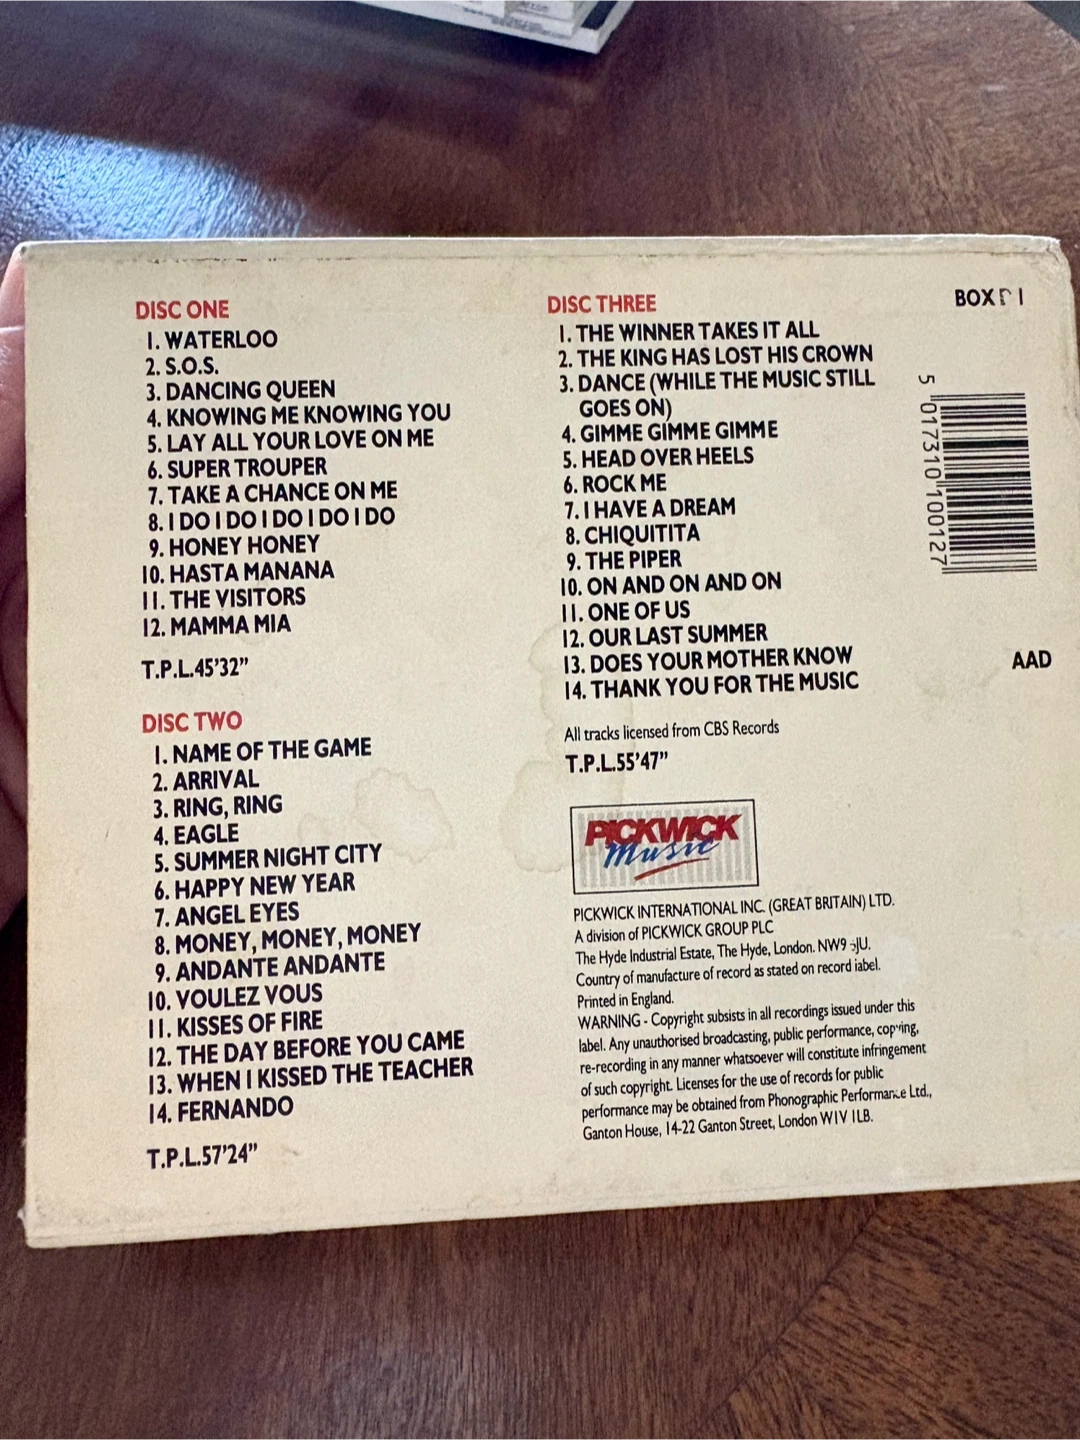 DISC ONE
1. WATERLOO
2. S.O.S.
3. DANCING QUEEN
4. KNOWING ME KNOWING YOU
5. LAY ALL YOUR LOVE ON ME
6. SUPER TROUPER
7. TAKE A CHANCE ON ME
8. I DO I DO I DO I DO I DO
9. HONEY HONEY
10. HASTA MANANA
11. THE VISITORS
12. MAMMA MIA
T.P.L.45'32"
DISC TWO
1. NAME OF THE GAME
2. ARRIVAL
3. RING, RING
4. EAGLE
5. SUMMER NIGHT CITY
6. HAPPY NEW YEAR
7. ANGEL EYES
8. MONEY, MONEY, MONEY
9. ANDANTE ANDANTE
10. VOULEZ VOUS
11. KISSES OF FIRE
12. THE DAY BEFORE YOU CAME
13. WHEN I KISSED THE TEACHER
14. FERNANDO
T.P.L.57'24"
DISC THREE
1. THE WINNER TAKES IT ALL
2. THE KING HAS LOST HIS CROWN
3. DANCE (WHILE THE MUSIC STILL
GOES ON)
4. GIMME GIMME GIMME
5. HEAD OVER HEELS
6. ROCK ME
7. I HAVE A DREAM
8. CHIQUITITA
9. THE PIPER
10. ON AND ON AND ON
11. ONE OF US
12. OUR LAST SUMMER
13. DOES YOUR MOTHER KNOW
14. THANK YOU FOR THE MUSIC
All tracks licensed from CBS Records
T.P.L.55'47"
PICKWICK
Music
PICKWICK INTERNATIONAL INC. (GREAT BRITAIN) LTD.
A division of PICKWICK GROUP PLC
The Hyde Industrial Estate, The Hyde, London. NW9
Country of manufacture of record as stated on record label.
Printed in England.
WARNING - Copyright subsists in all recordings issued under this
label. Any unauthorised broadcasting, public performance, copying,
re-recording in any manner whatsoever will constitute infringement
of such copyright. Licenses for the use of records for public
performance may be obtained from Phonographic Performance Ltd.,
Ganton House, 14-22 Ganton Street, London W1V 1LB.
BOX
5 017310 100127
AAD